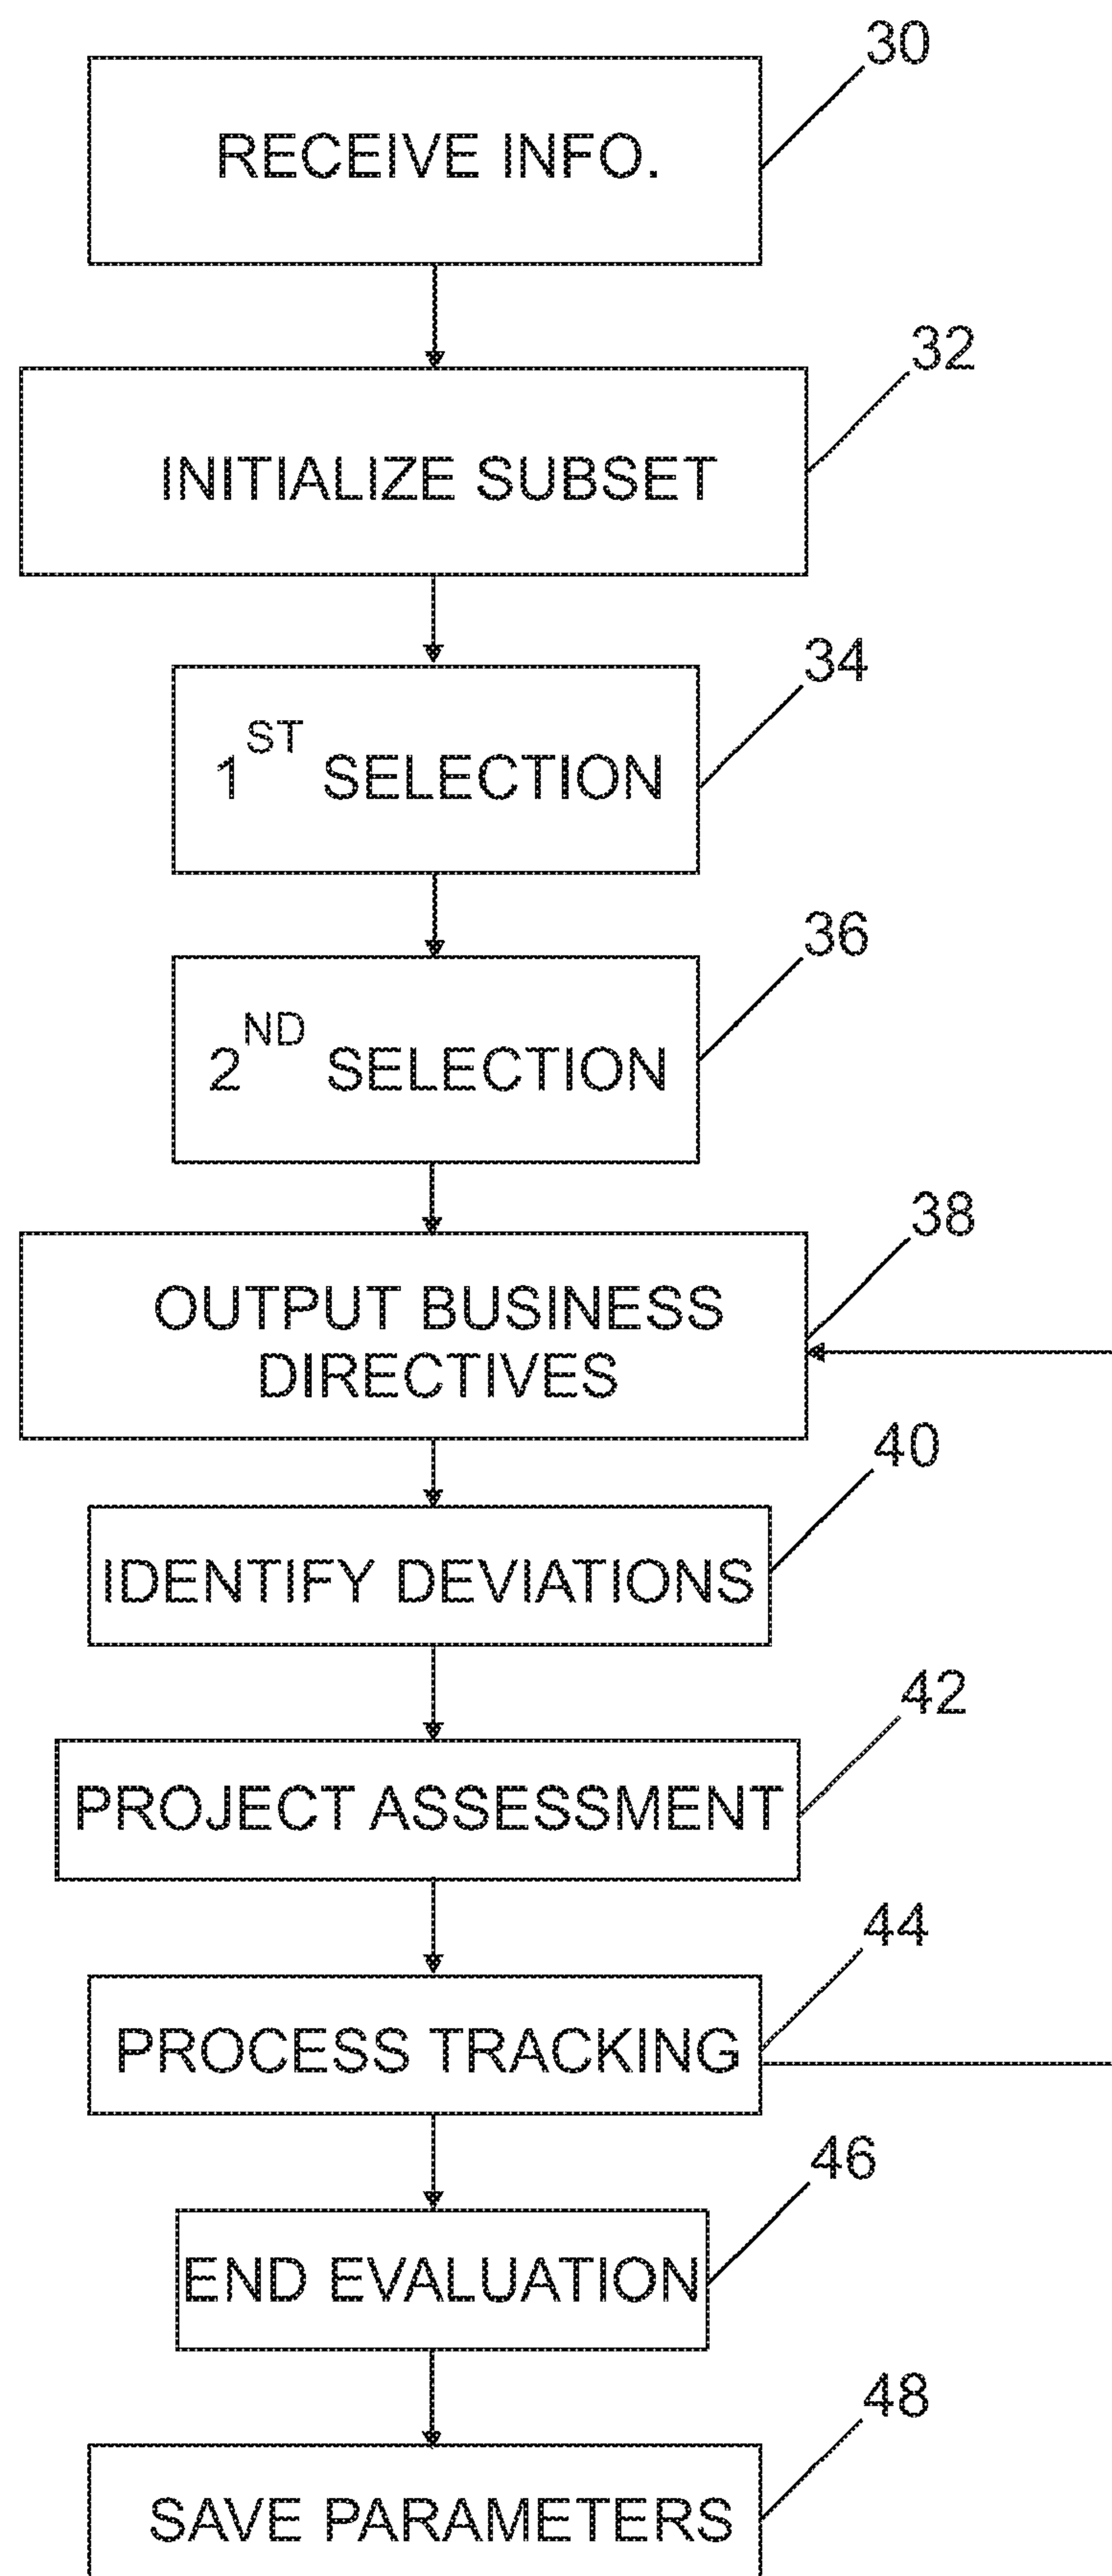 30
RECEIVE INFO.
32
INITIALIZE SUBSET
34
1ST SELECTION
36
2ND SELECTION
38
OUTPUT BUSINESS
DIRECTIVES
40
IDENTIFY DEVIATIONS
42
PROJECT ASSESSMENT
44
PROCESS TRACKING
46
END EVALUATION
48
SAVE PARAMETERS